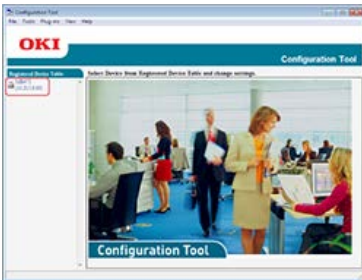 Configuration Tool
File Tools Plug-ins View Help
OKI
Configuration Tool
Registered Device Table
Select Device from Registered Device Table and change settings.
Configuration Tool